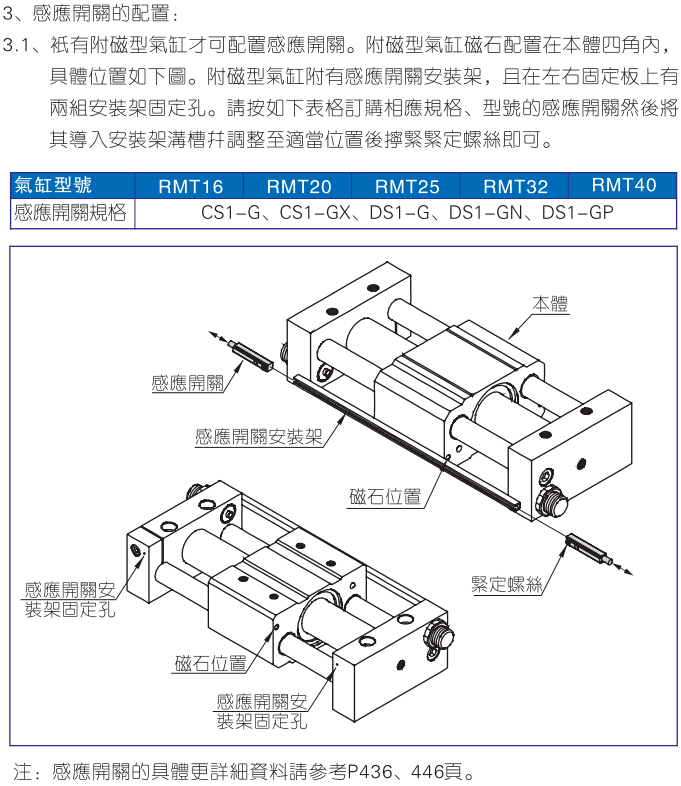 3、感應開關的配置：
3.1、衹有附磁型氣缸才可配置感應開關。附磁型氣缸磁石配置在本體四角內，
具體位置如下圖。附磁型氣缸附有感應開關安裝架，且在左右固定板上有
兩組安裝架固定孔。請按如下表格訂購相應規格、型號的感應開關然後將
其導入安裝架溝槽幷調整至適當位置後擰緊緊定螺絲即可。
氣缸型號 RMT16 RMT20 RMT25 RMT32 RMT40
感應開關規格 CS1-G、CS1-GX、DS1-G、DS1-GN、DS1-GP
本體
感應開關
感應開關安裝架
磁石位置
緊定螺絲
感應開關安
裝架固定孔
磁石位置
感應開關安
裝架固定孔
注：感應開關的具體更詳細資料請參考P436、446頁。